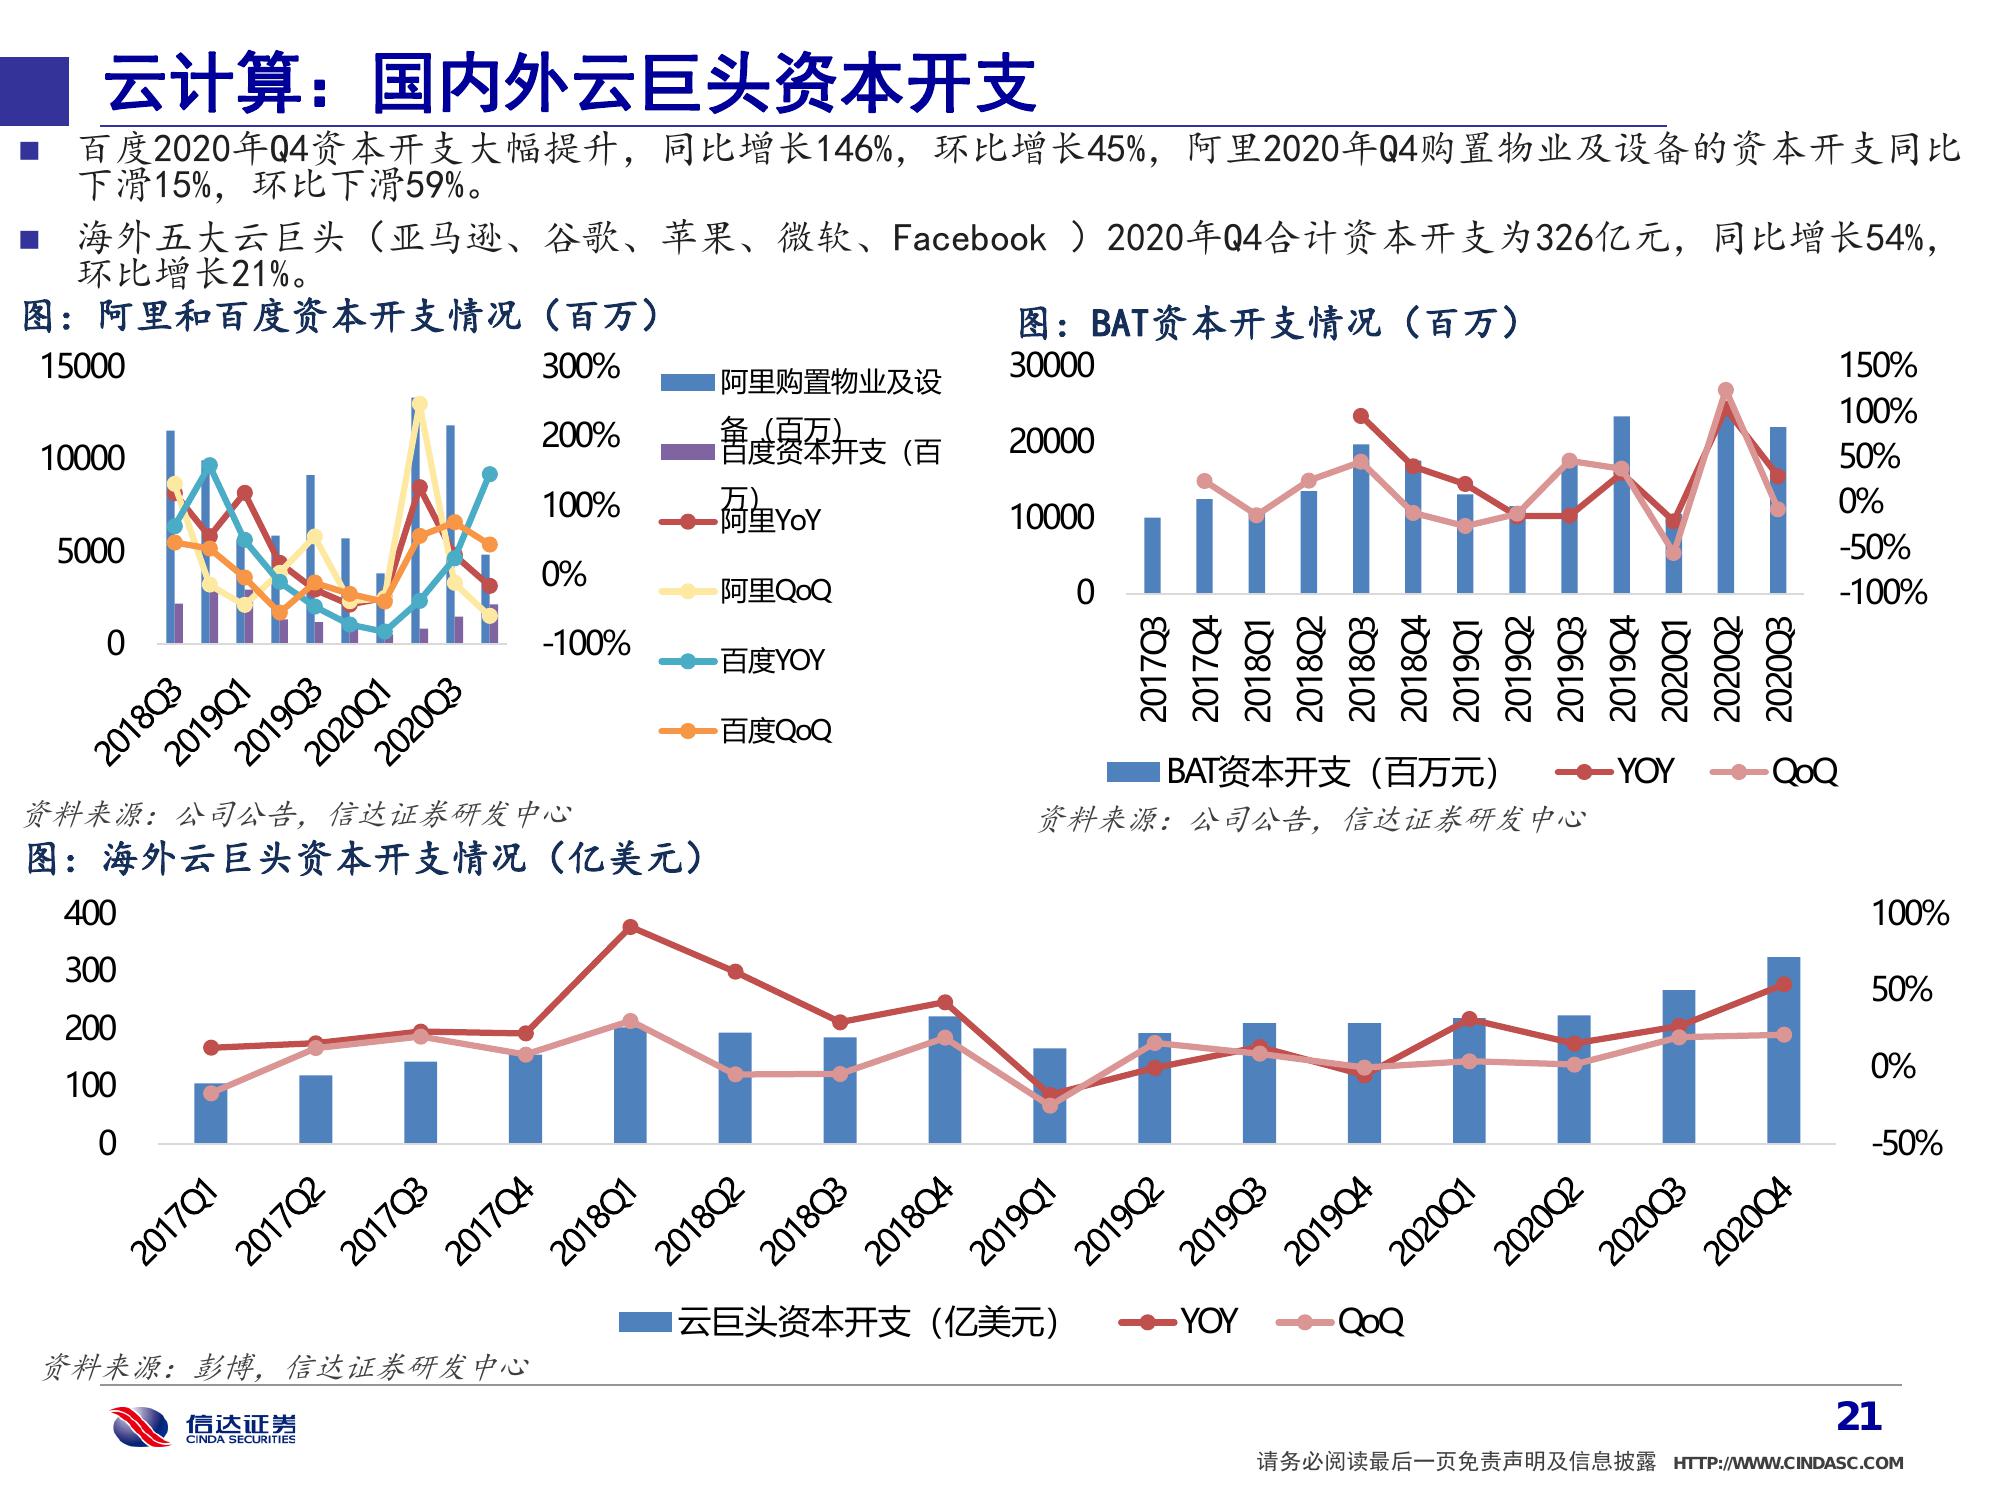 云计算：国内外云巨头资本开支
百度2020年Q4资本开支大幅提升，同比增长146%，环比增长45%，阿里2020年Q4购置物业及设备的资本开支同比
下滑15%，环比下滑59%。
海外五大云巨头（亚马逊、谷歌、苹果、微软、Facebook ）2020年Q4合计资本开支为326亿元，同比增长54%，
环比增长21%。
图：阿里和百度资本开支情况（百万）
15000
10000
5000
0
300%
200%
100%
0%
-100%
2018Q3
2019Q1
2019Q3
2020Q1
2020Q3
阿里购置物业及设
备（百万）
百度资本开支（百
万）
阿里YoY
阿里QoQ
百度YOY
百度QoQ
资料来源：公司公告，信达证券研发中心
图：BAT资本开支情况（百万）
30000
20000
10000
0
150%
100%
50%
0%
-50%
-100%
2017Q3
2017Q4
2018Q1
2018Q2
2018Q3
2018Q4
2019Q1
2019Q2
2019Q3
2019Q4
2020Q1
2020Q2
2020Q3
BAT资本开支（百万元） YOY QoQ
资料来源：公司公告，信达证券研发中心
图：海外云巨头资本开支情况（亿美元）
400
300
200
100
0
100%
50%
0%
-50%
2017Q1
2017Q2
2017Q3
2017Q4
2018Q1
2018Q2
2018Q3
2018Q4
2019Q1
2019Q2
2019Q3
2019Q4
2020Q1
2020Q2
2020Q3
2020Q4
云巨头资本开支（亿美元） YOY QoQ
资料来源：彭博，信达证券研发中心
信达证券
CINDA SECURITIES
21
请务必阅读最后一页免责声明及信息披露 HTTP://WWW.CINDASC.COM